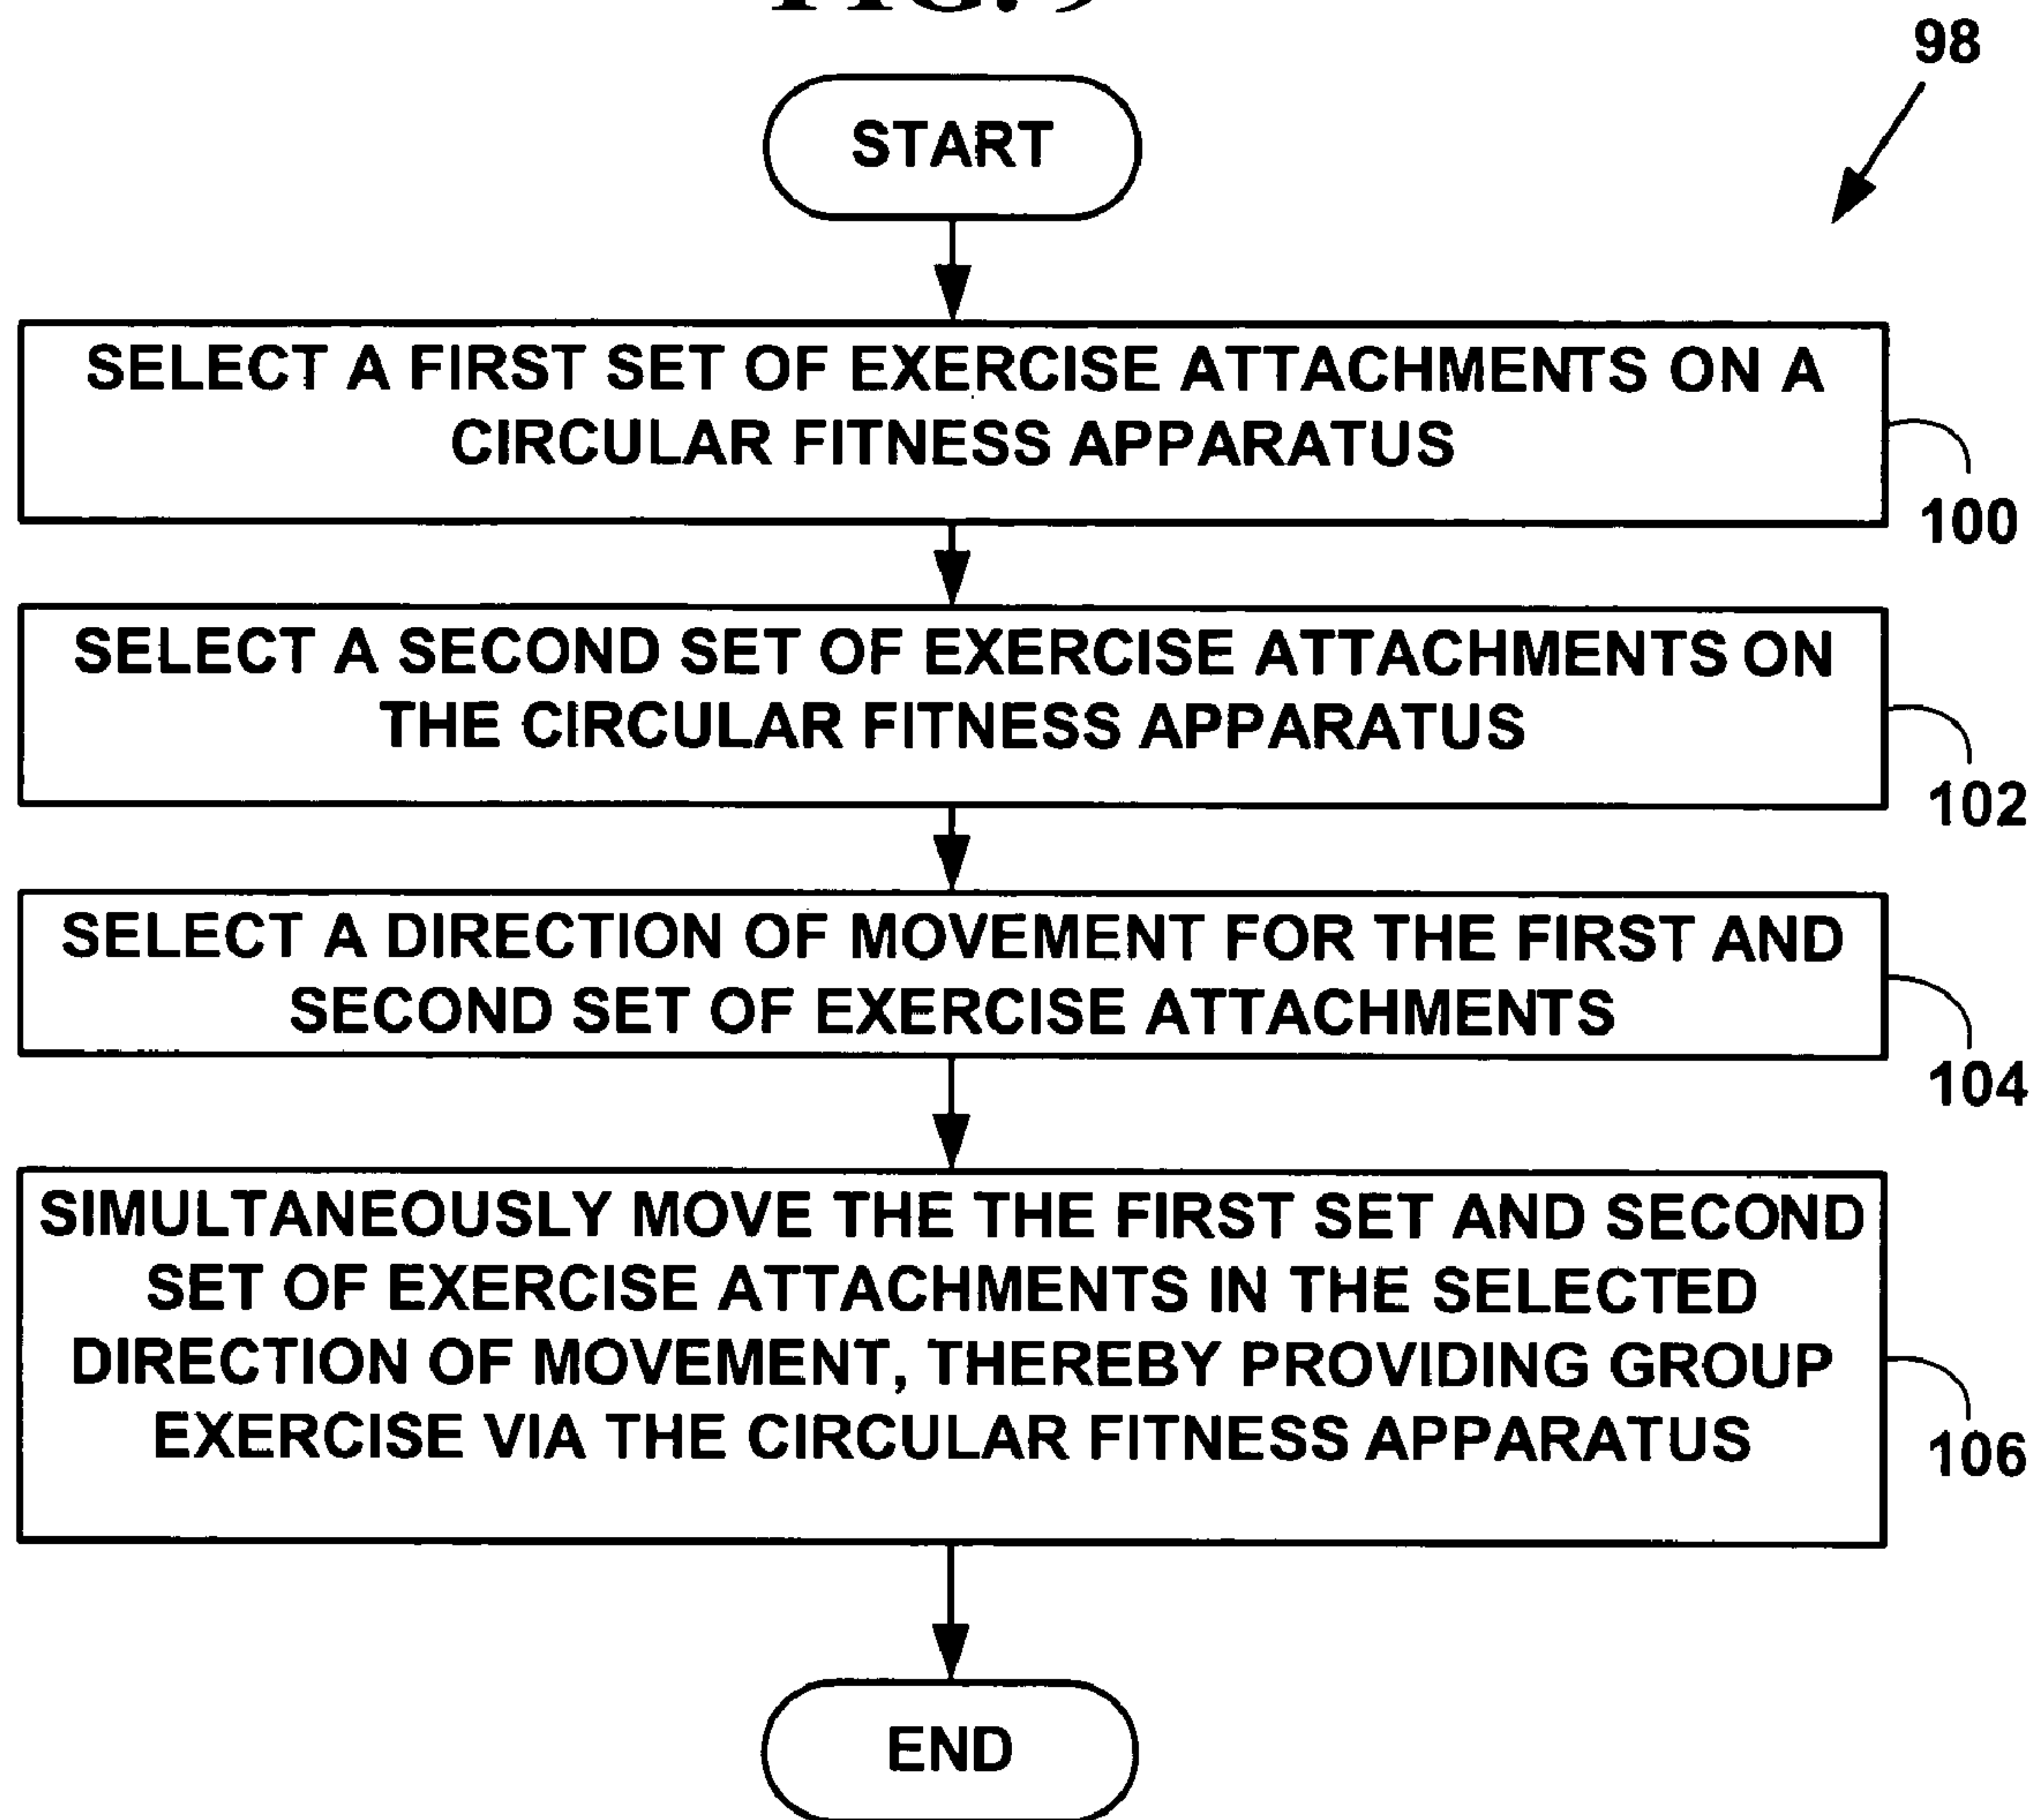 98
START
SELECT A FIRST SET OF EXERCISE ATTACHMENTS ON A
CIRCULAR FITNESS APPARATUS
100
SELECT A SECOND SET OF EXERCISE ATTACHMENTS ON
THE CIRCULAR FITNESS APPARATUS
102
SELECT A DIRECTION OF MOVEMENT FOR THE FIRST AND
SECOND SET OF EXERCISE ATTACHMENTS
104
SIMULTANEOUSLY MOVE THE THE FIRST SET AND SECOND
SET OF EXERCISE ATTACHMENTS IN THE SELECTED
DIRECTION OF MOVEMENT, THEREBY PROVIDING GROUP
EXERCISE VIA THE CIRCULAR FITNESS APPARATUS
106
END